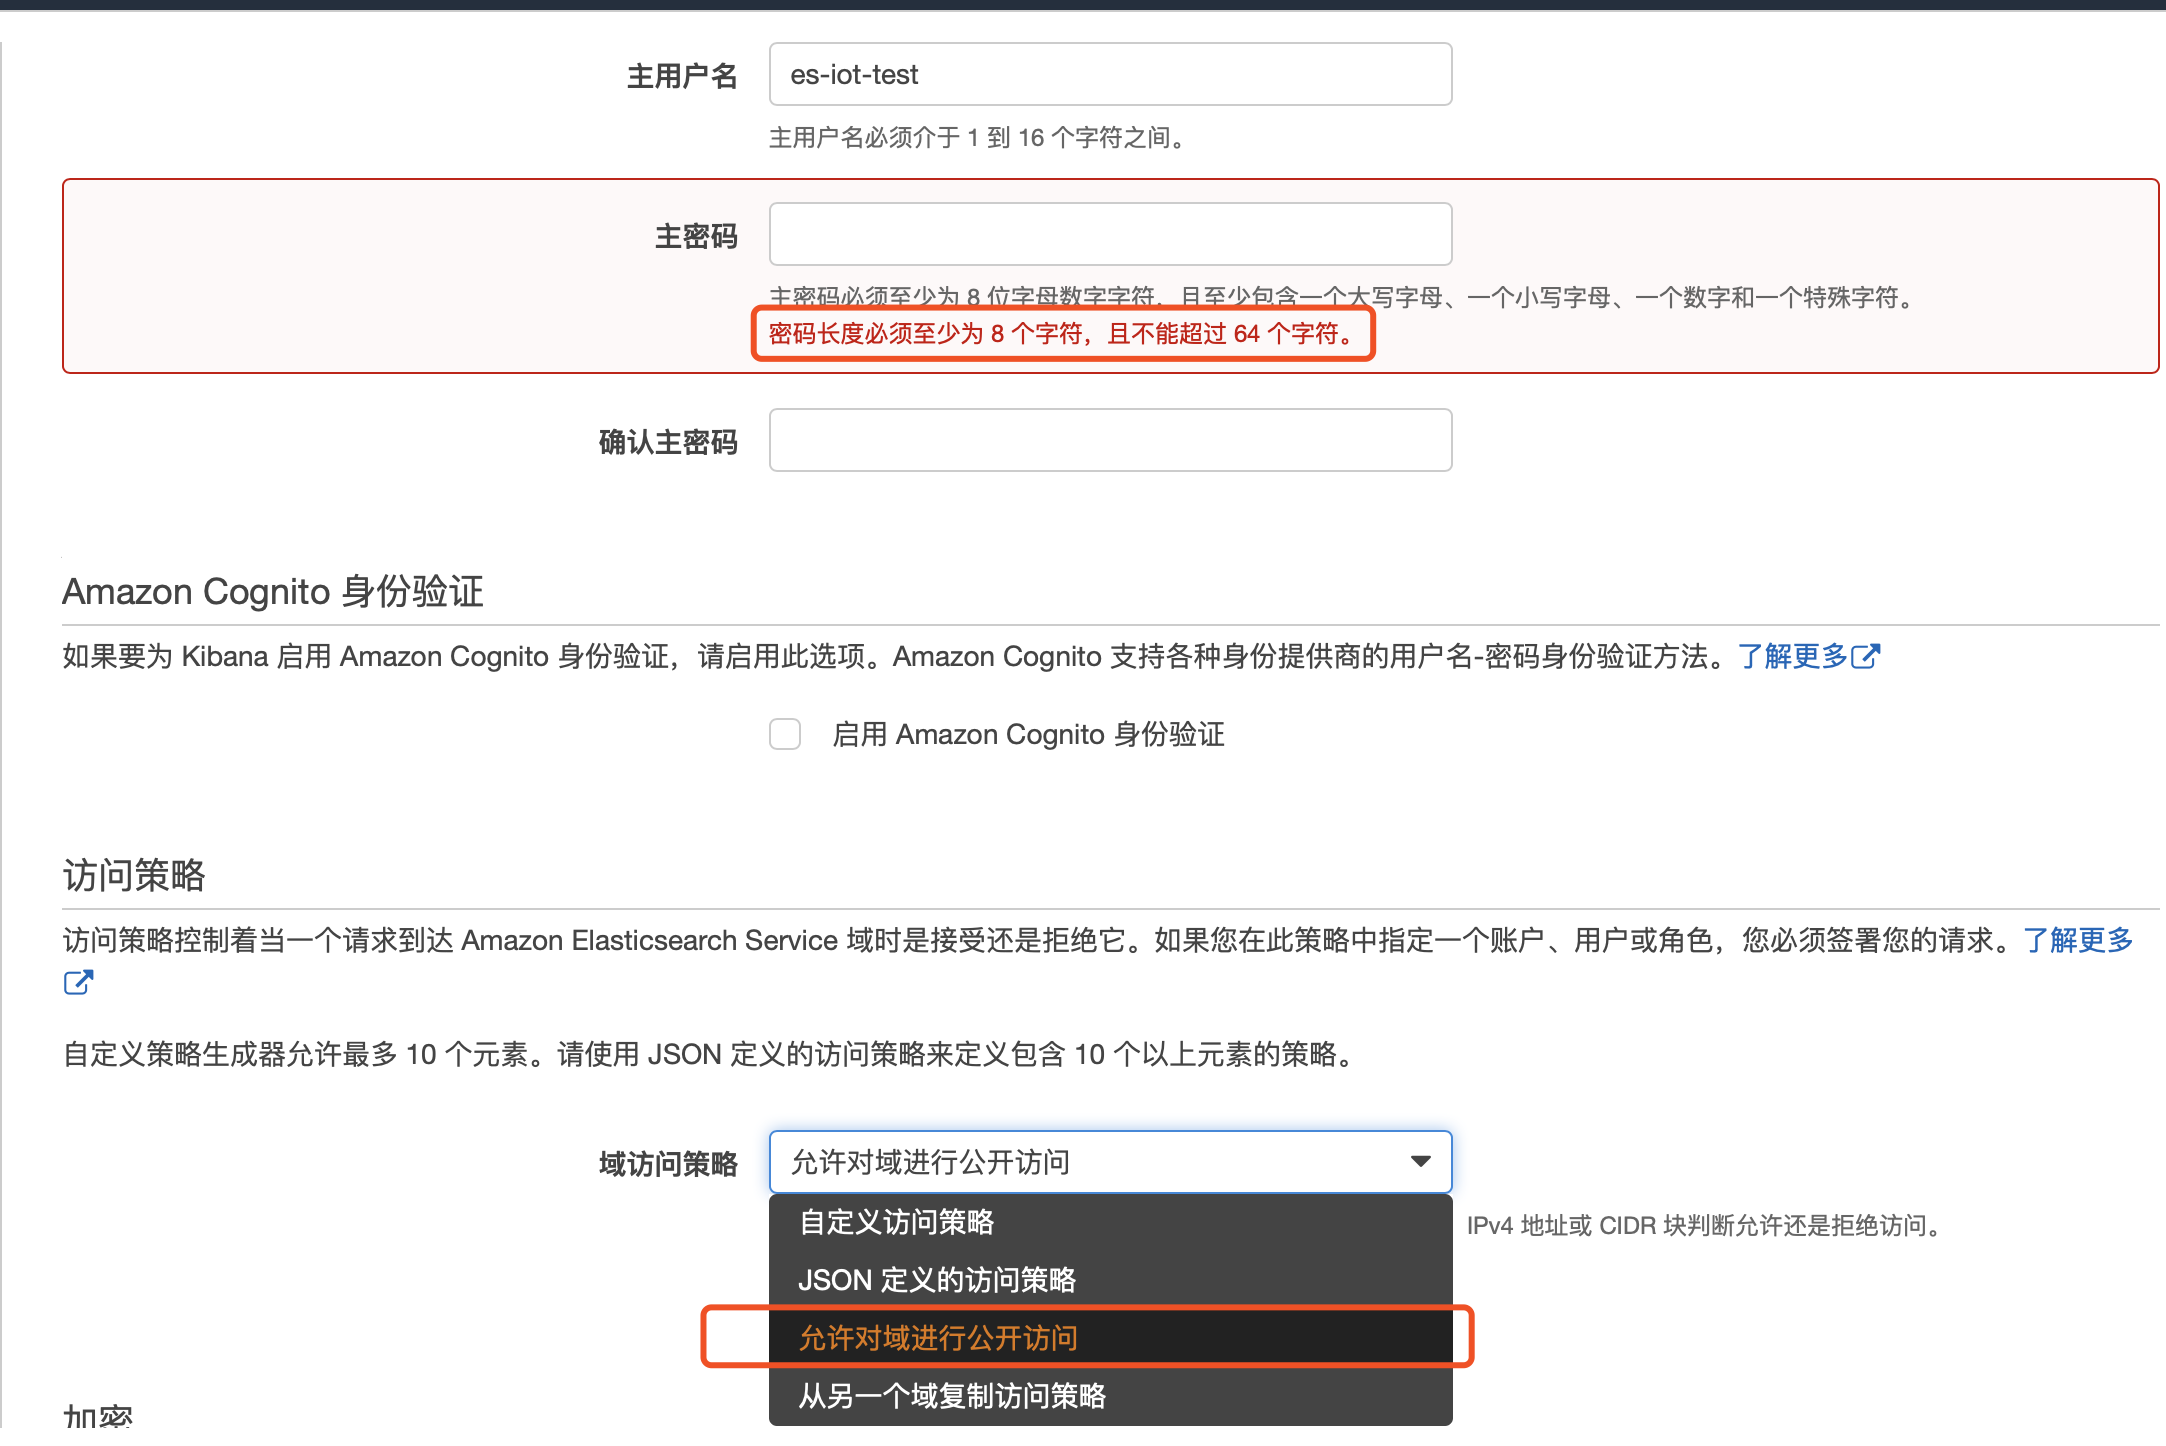 主用户名
es-iot-test
主用户名必须介于 1 到 16 个字符之间。
主密码
主密码必须至少为 8 位字母数字字符，且至少包含一个大写字母、一个小写字母、一个数字和一个特殊字符。
密码长度必须至少为 8 个字符，且不能超过 64 个字符。
确认主密码
Amazon Cognito 身份验证
如果要为 Kibana 启用 Amazon Cognito 身份验证，请启用此选项。Amazon Cognito 支持各种身份提供商的用户名-密码身份验证方法。了解更多
启用 Amazon Cognito 身份验证
访问策略
访问策略控制着当一个请求到达 Amazon Elasticsearch Service 域时是接受还是拒绝它。如果您在此策略中指定一个账户、用户或角色，您必须签署您的请求。了解更多
自定义策略生成器允许最多 10 个元素。请使用 JSON 定义的访问策略来定义包含 10 个以上元素的策略。
域访问策略
允许对域进行公开访问
自定义访问策略
IPv4 地址或 CIDR 块判断允许还是拒绝访问。
JSON 定义的访问策略
允许对域进行公开访问
从另一个域复制访问策略
加密